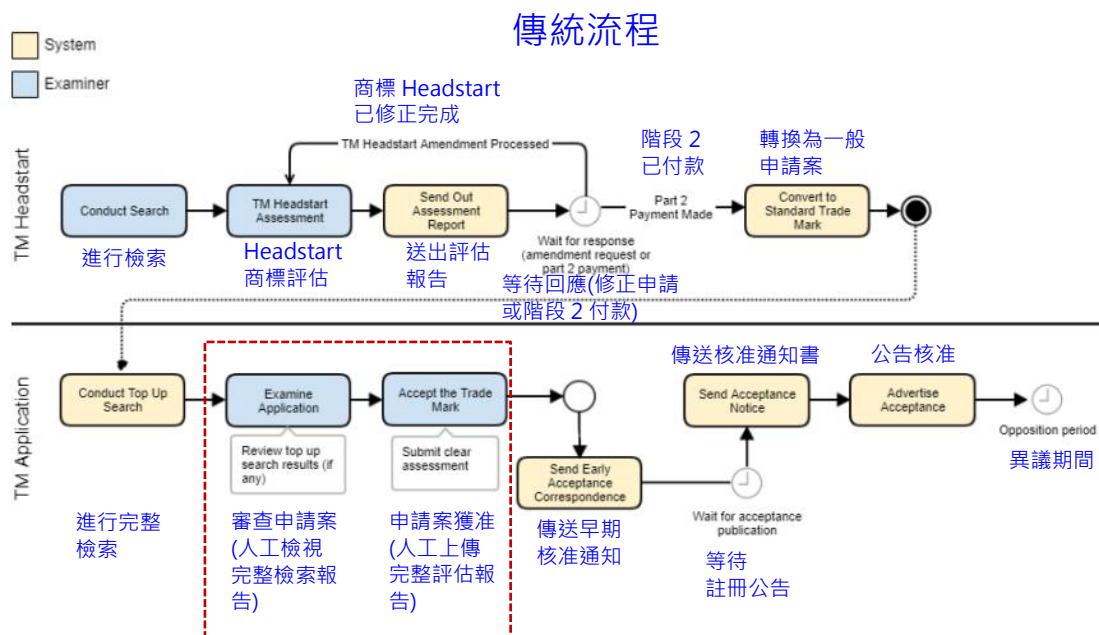 傳統流程
System
Examiner
商標 Headstart
已修正完成
TM Headstart Amendment Processed
階段 2
已付款
轉換為一般
申請案
TM Headstart
Conduct Search
TM Headstart
Assessment
Send Out
Assessment
Report
Part 2
Payment Made
Convert to
Standard Trade
Mark
Wait for response
(amendment request or
part 2 payment)
進行檢索
Headstart
商標評估
送出評估
報告
等待回應(修正申請
或階段 2 付款)
傳送核准通知書
公告核准
TM Application
Conduct Top Up
Search
Examine
Application
Accept the Trade
Mark
Send Acceptance
Notice
Advertise
Acceptance
Review top up
search results (if
any)
Submit clear
assessment
Opposition period
異議期間
Send Early
Acceptance
Correspondence
Wait for acceptance
publication
進行完整
檢索
審查申請案
(人工檢視
完整檢索報
告)
申請案獲准
(人工上傳
完整評估報
告)
傳送早期
核准通知
等待
註冊公告